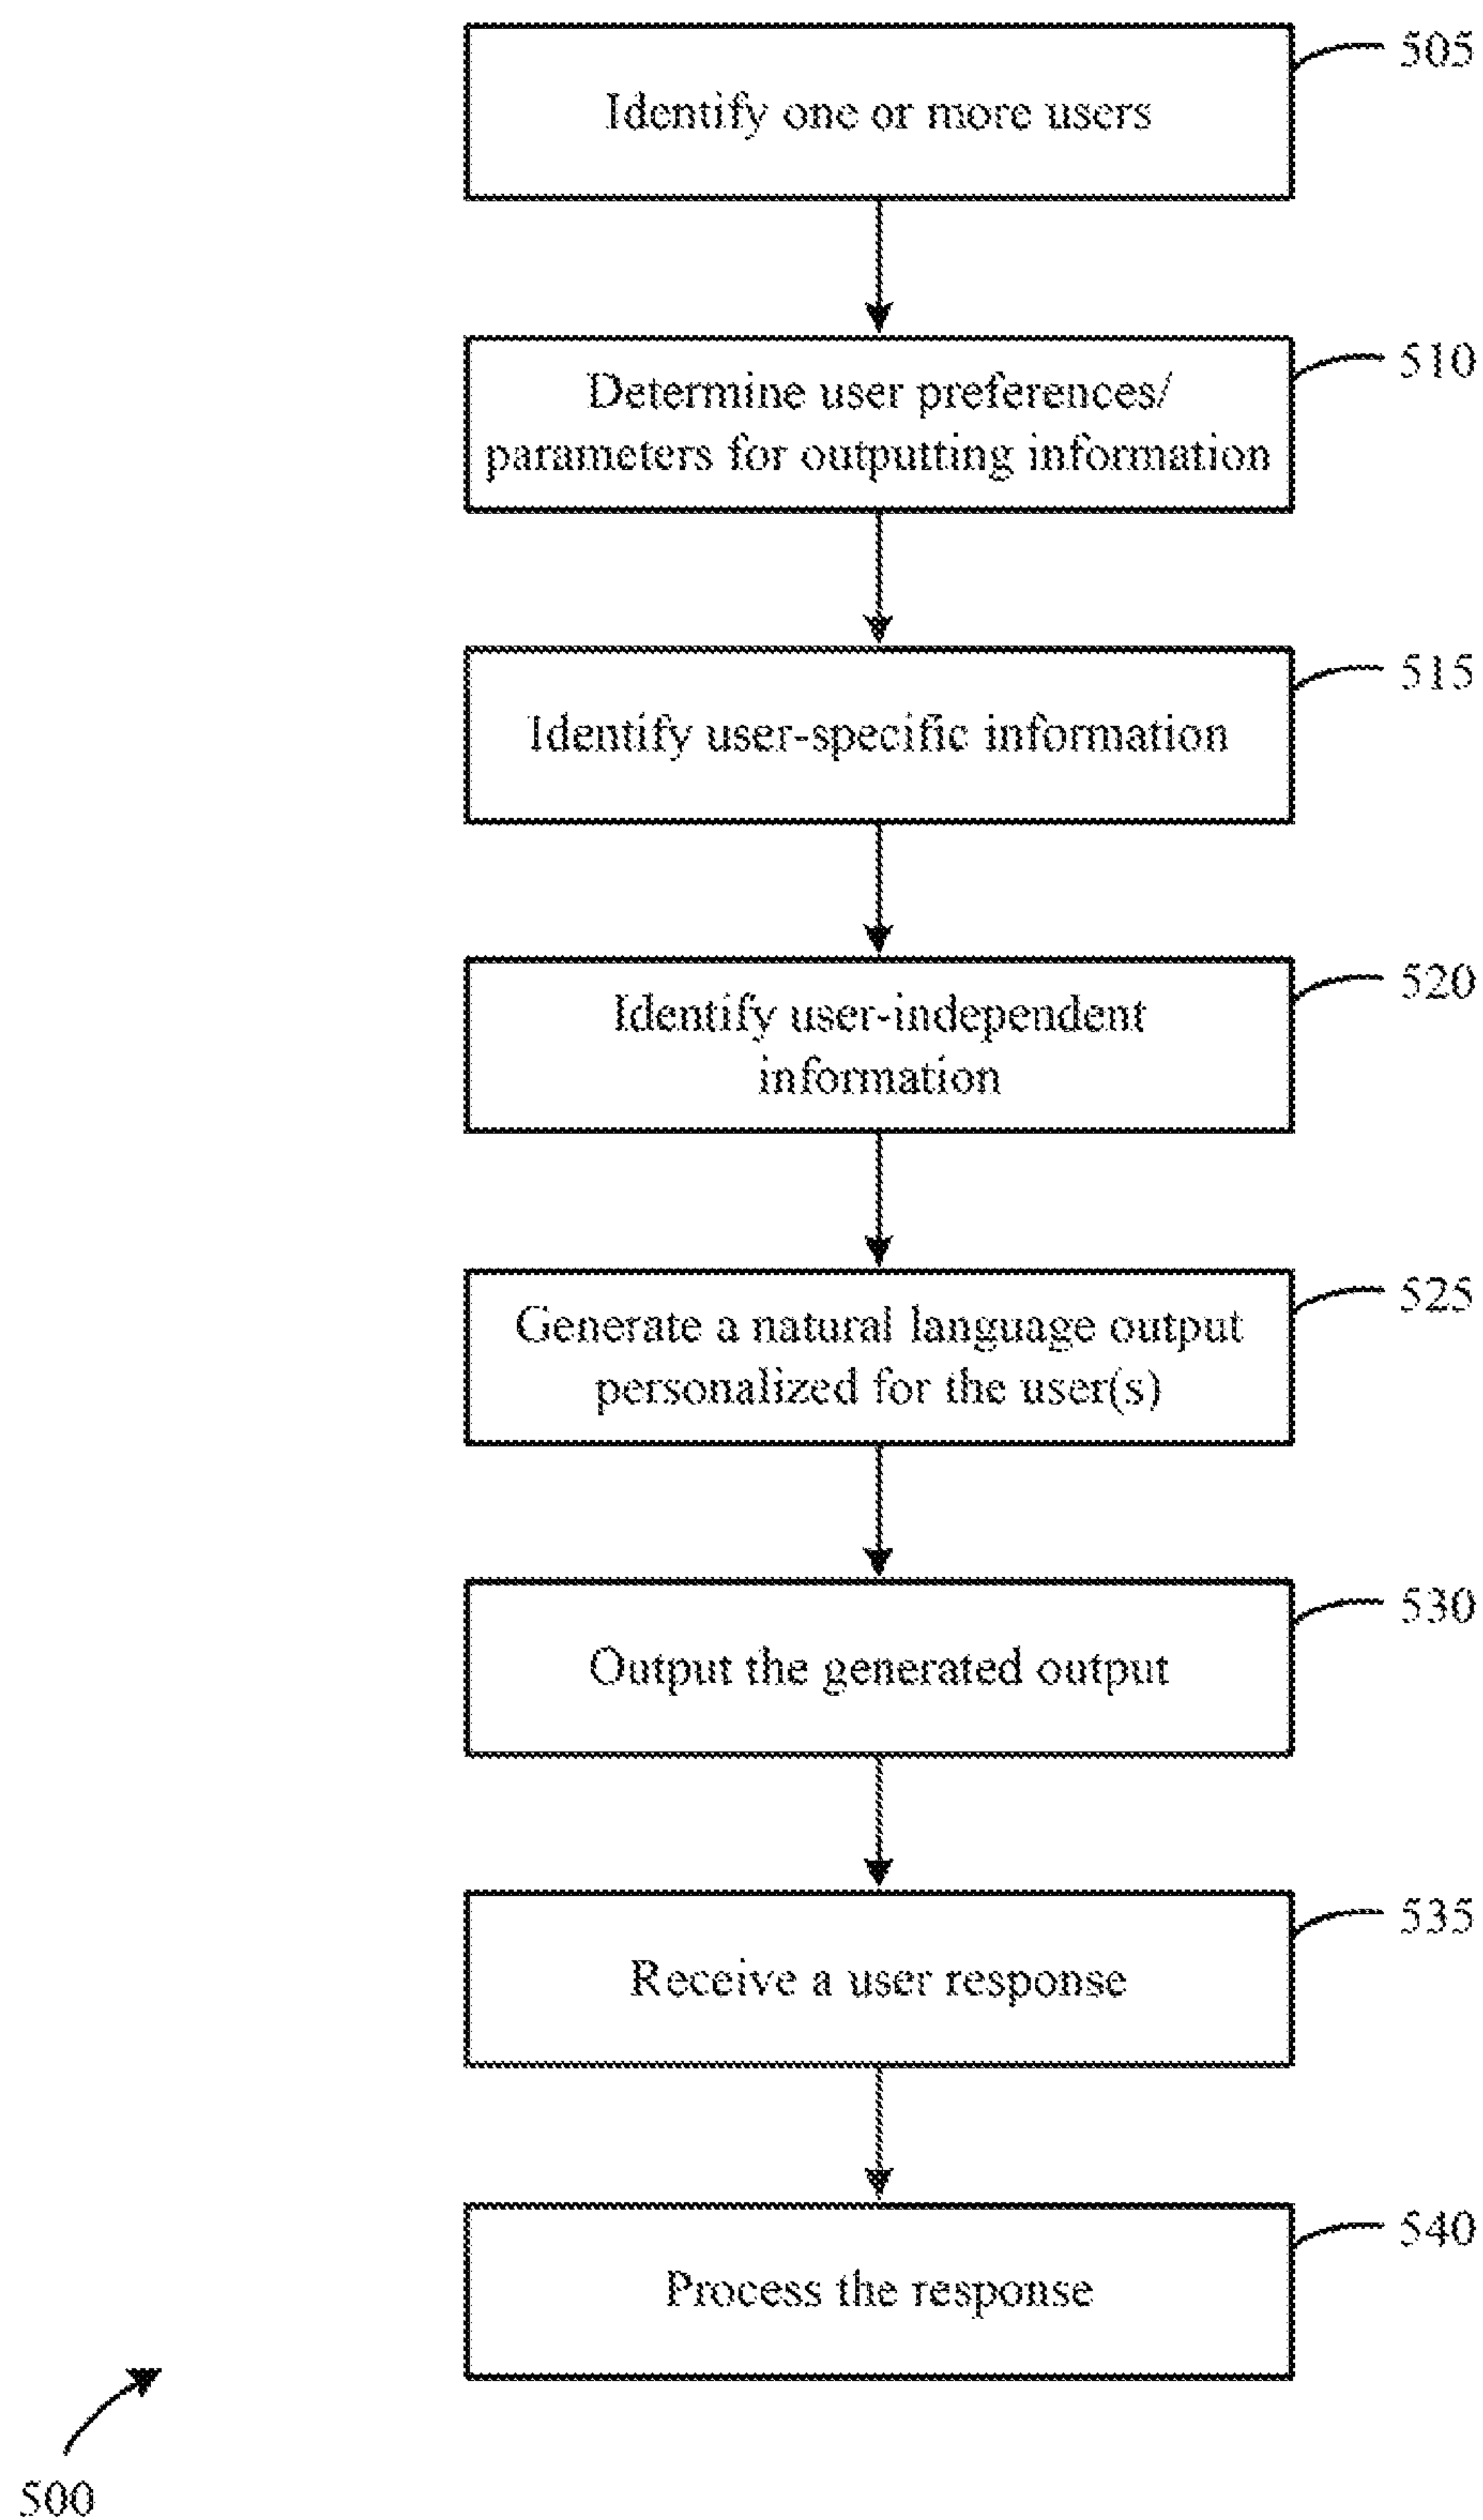 505
Identify one or more users
510
Determine user preferences/
parameters for outputting information
515
Identify user-specific information
520
Identify user-independent
information
525
Generate a natural language output
personalized for the user(s)
530
Output the generated output
535
Receive a user response
540
Process the response
500